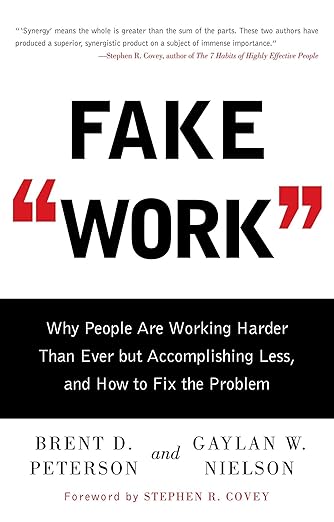 "'Synergy' means the whole is greater than the sum of the parts. These two authors have
produced a superior, synergistic product on a subject of immense importance."
—Stephen R. Covey, author of The 7 Habits of Highly Effective People
FAKE
“WORK”
Why People Are Working Harder
Than Ever but Accomplishing Less,
and How to Fix the Problem
BRENT D. PETERSON and GAYLAN W. NIELSON
Foreword by STEPHEN R. COVEY